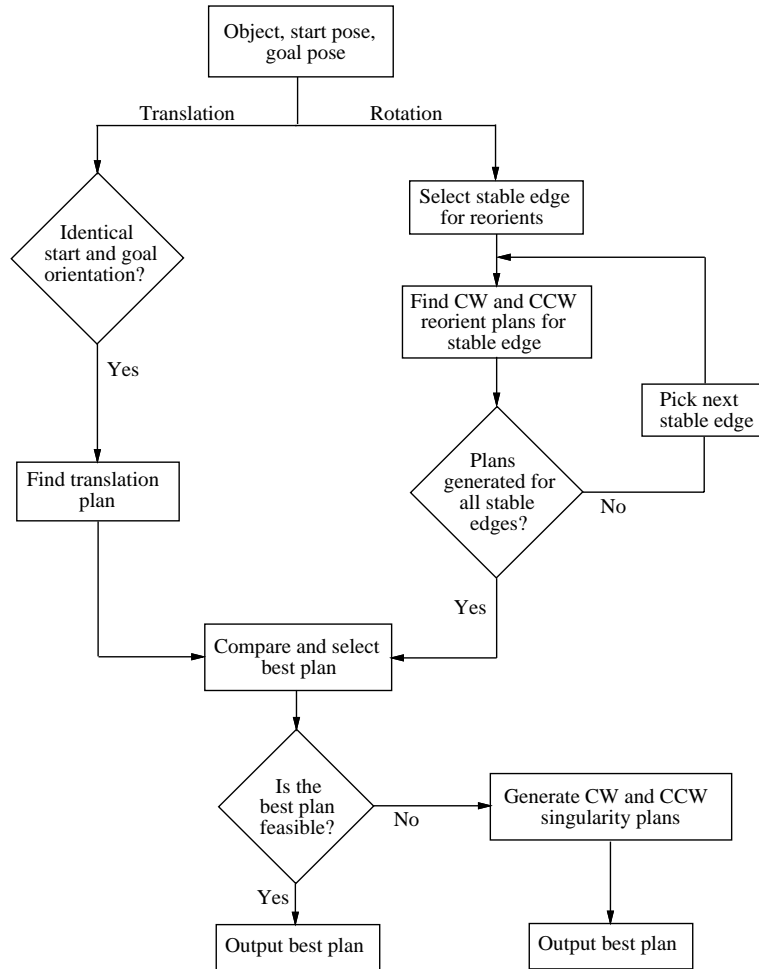 Object, start pose,
goal pose
Translation
Rotation
Identical
start and goal
orientation?
Select stable edge
for reorients
Find CW and CCW
reorient plans for
stable edge
Yes
Pick next
stable edge
Find translation
plan
Plans
generated for
all stable
edges?
No
Yes
Compare and select
best plan
Is the
best plan
feasible?
No
Generate CW and CCW
singularity plans
Yes
Output best plan
Output best plan